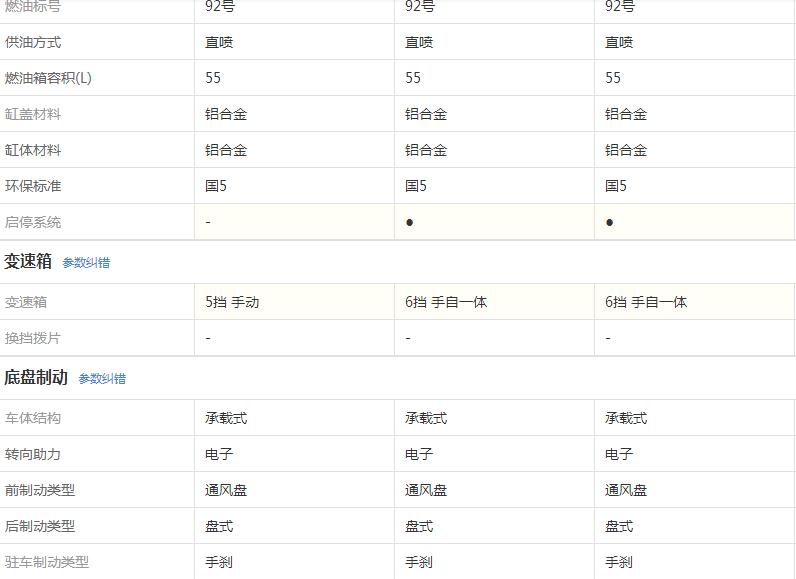 燃油标号 92号 92号 92号
供油方式 直喷 直喷 直喷
燃油箱容积(L) 55 55 55
缸盖材料 铝合金 铝合金 铝合金
缸体材料 铝合金 铝合金 铝合金
环保标准 国5 国5 国5
启停系统 - ● ●
变速箱 参数纠错
变速箱 5挡 手动 6挡 手自一体 6挡 手自一体
换挡拨片 - - -
底盘制动 参数纠错
车体结构 承载式 承载式 承载式
转向助力 电子 电子 电子
前制动类型 通风盘 通风盘 通风盘
后制动类型 盘式 盘式 盘式
驻车制动类型 手刹 手刹 手刹